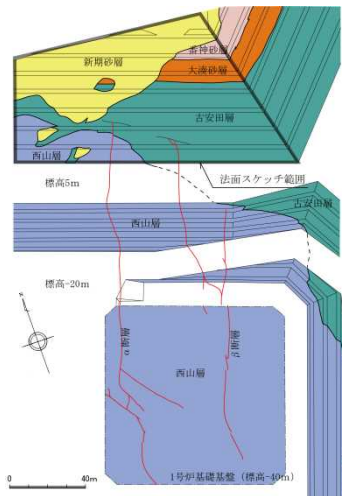 番神砂層
新期砂層
大湊砂層
古安田層
西山層
法面スケッチ範囲
標高5m
古安田層
西山層
標高-20m
N
断層α
断層β
西山層
1号炉基礎基盤（標高-40m）
0
40m